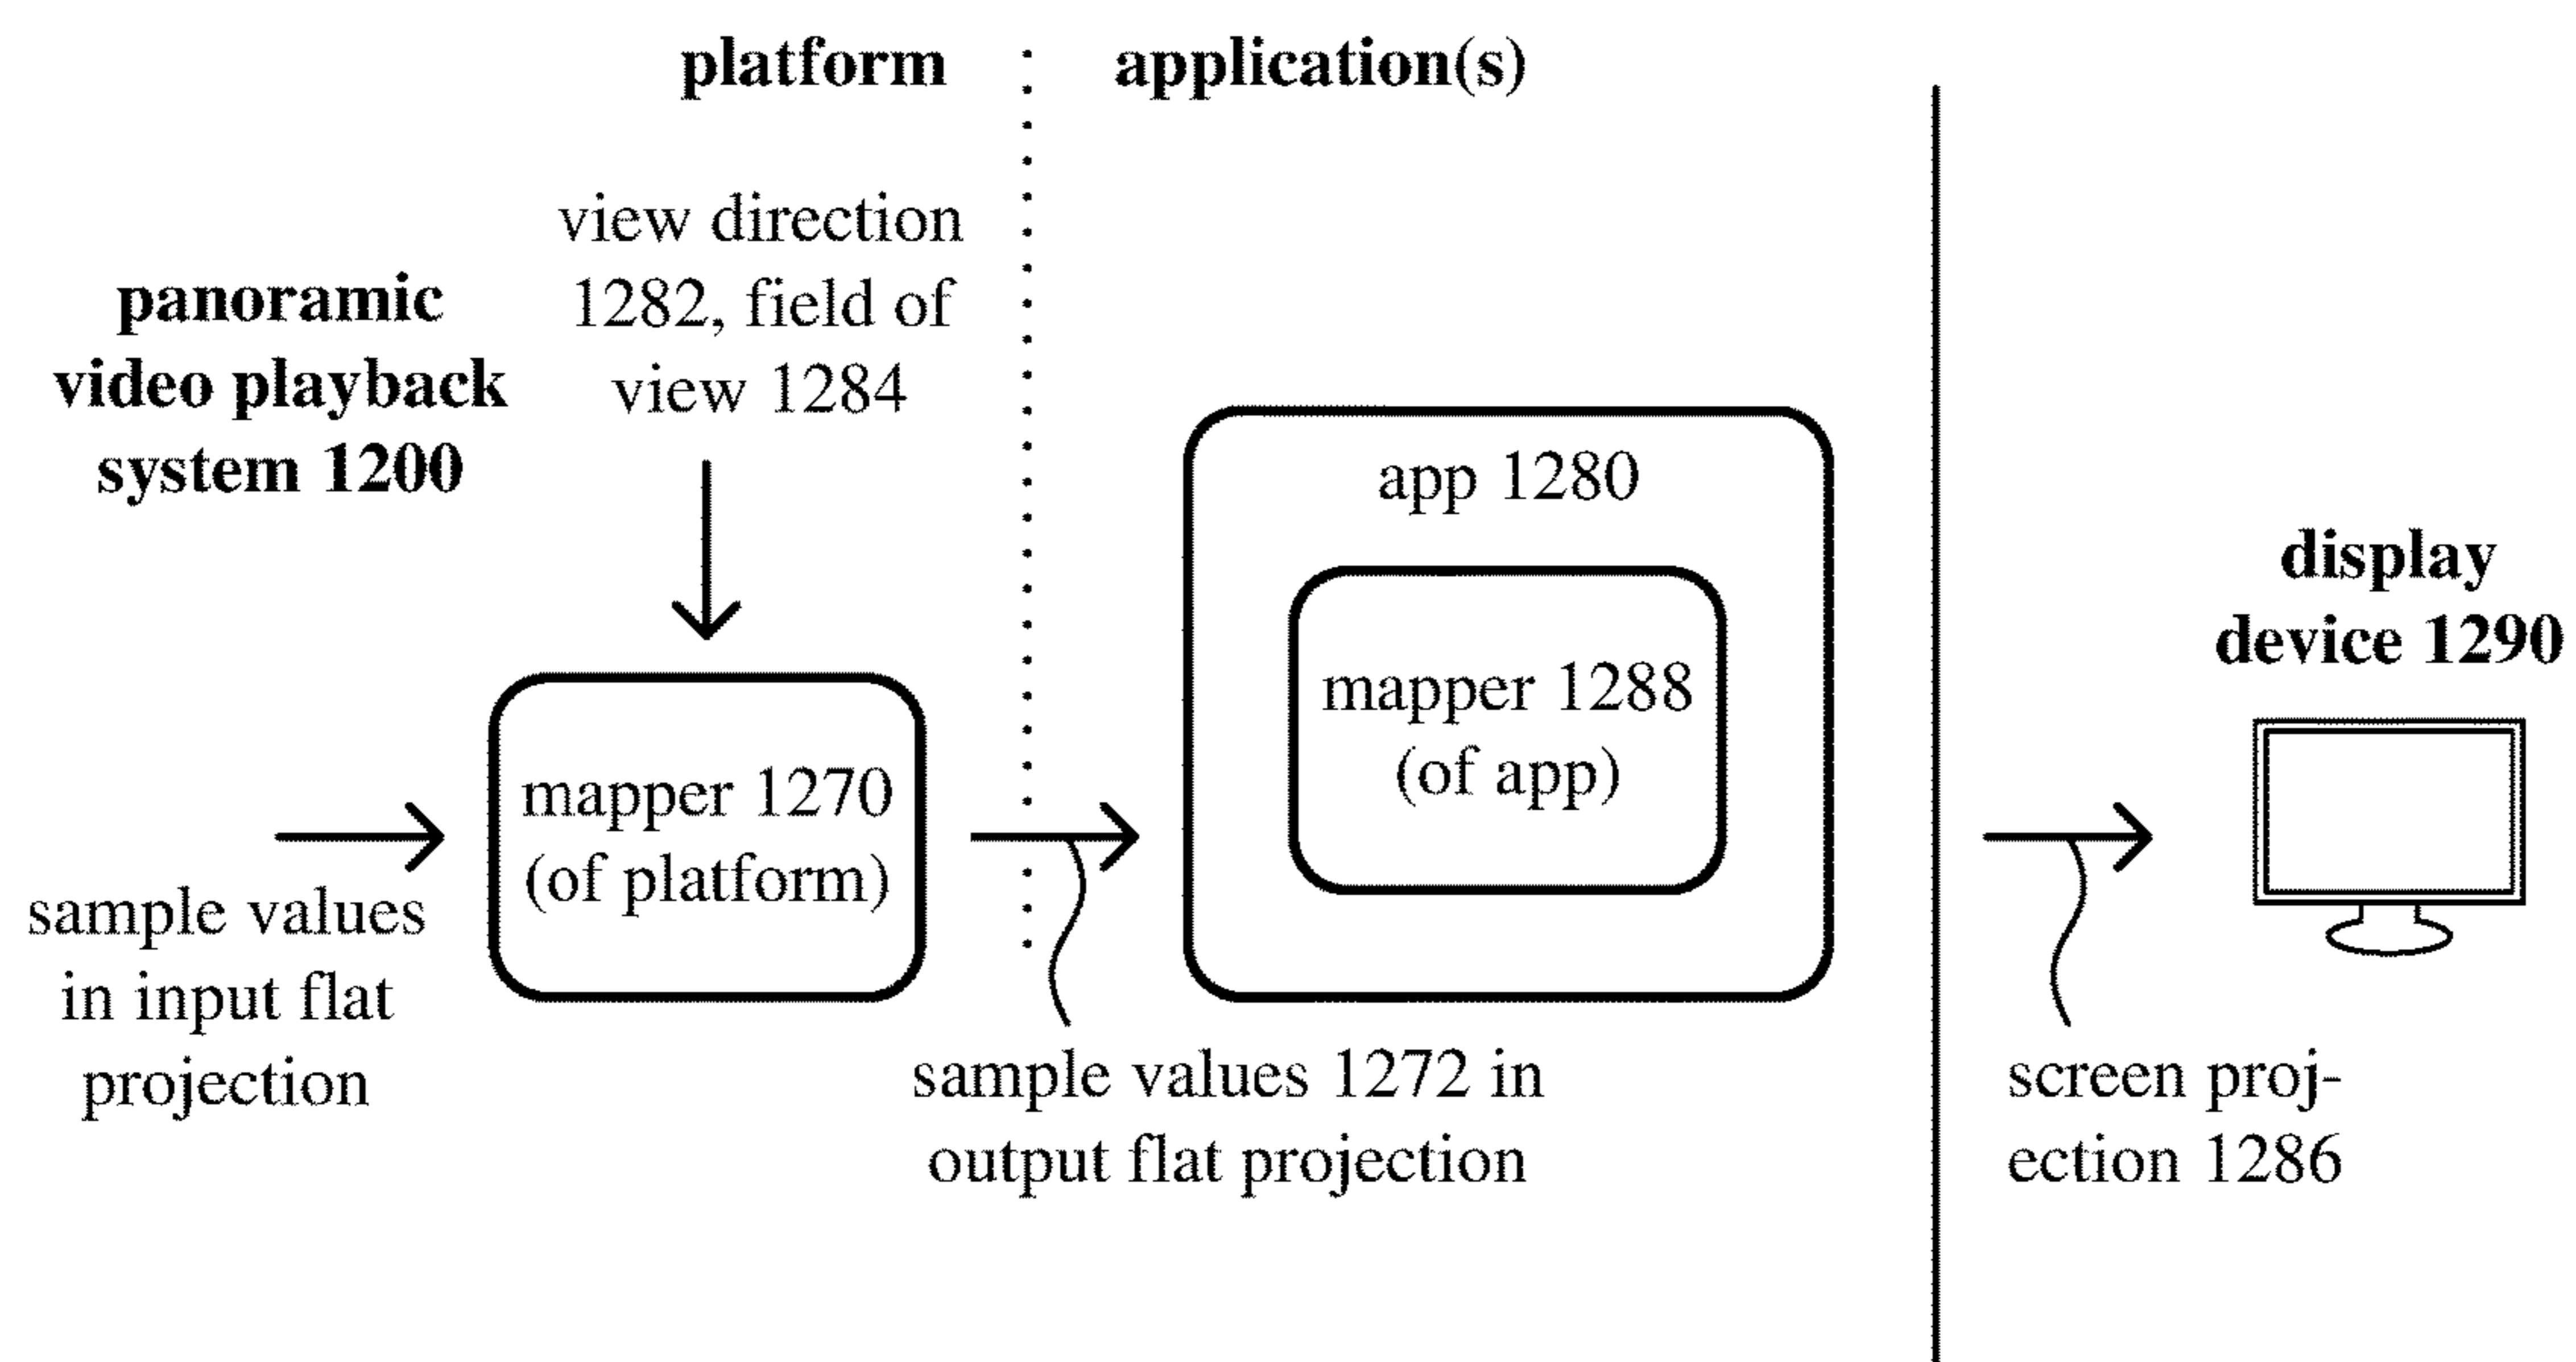 platform
application(s)
view direction
1282, field of
view 1284
panoramic
video playback
system 1200
app 1280
mapper 1288
(of app)
display
device 1290
mapper 1270
(of platform)
sample values
in input flat
projection
sample values 1272 in
output flat projection
screen proj-
ection 1286